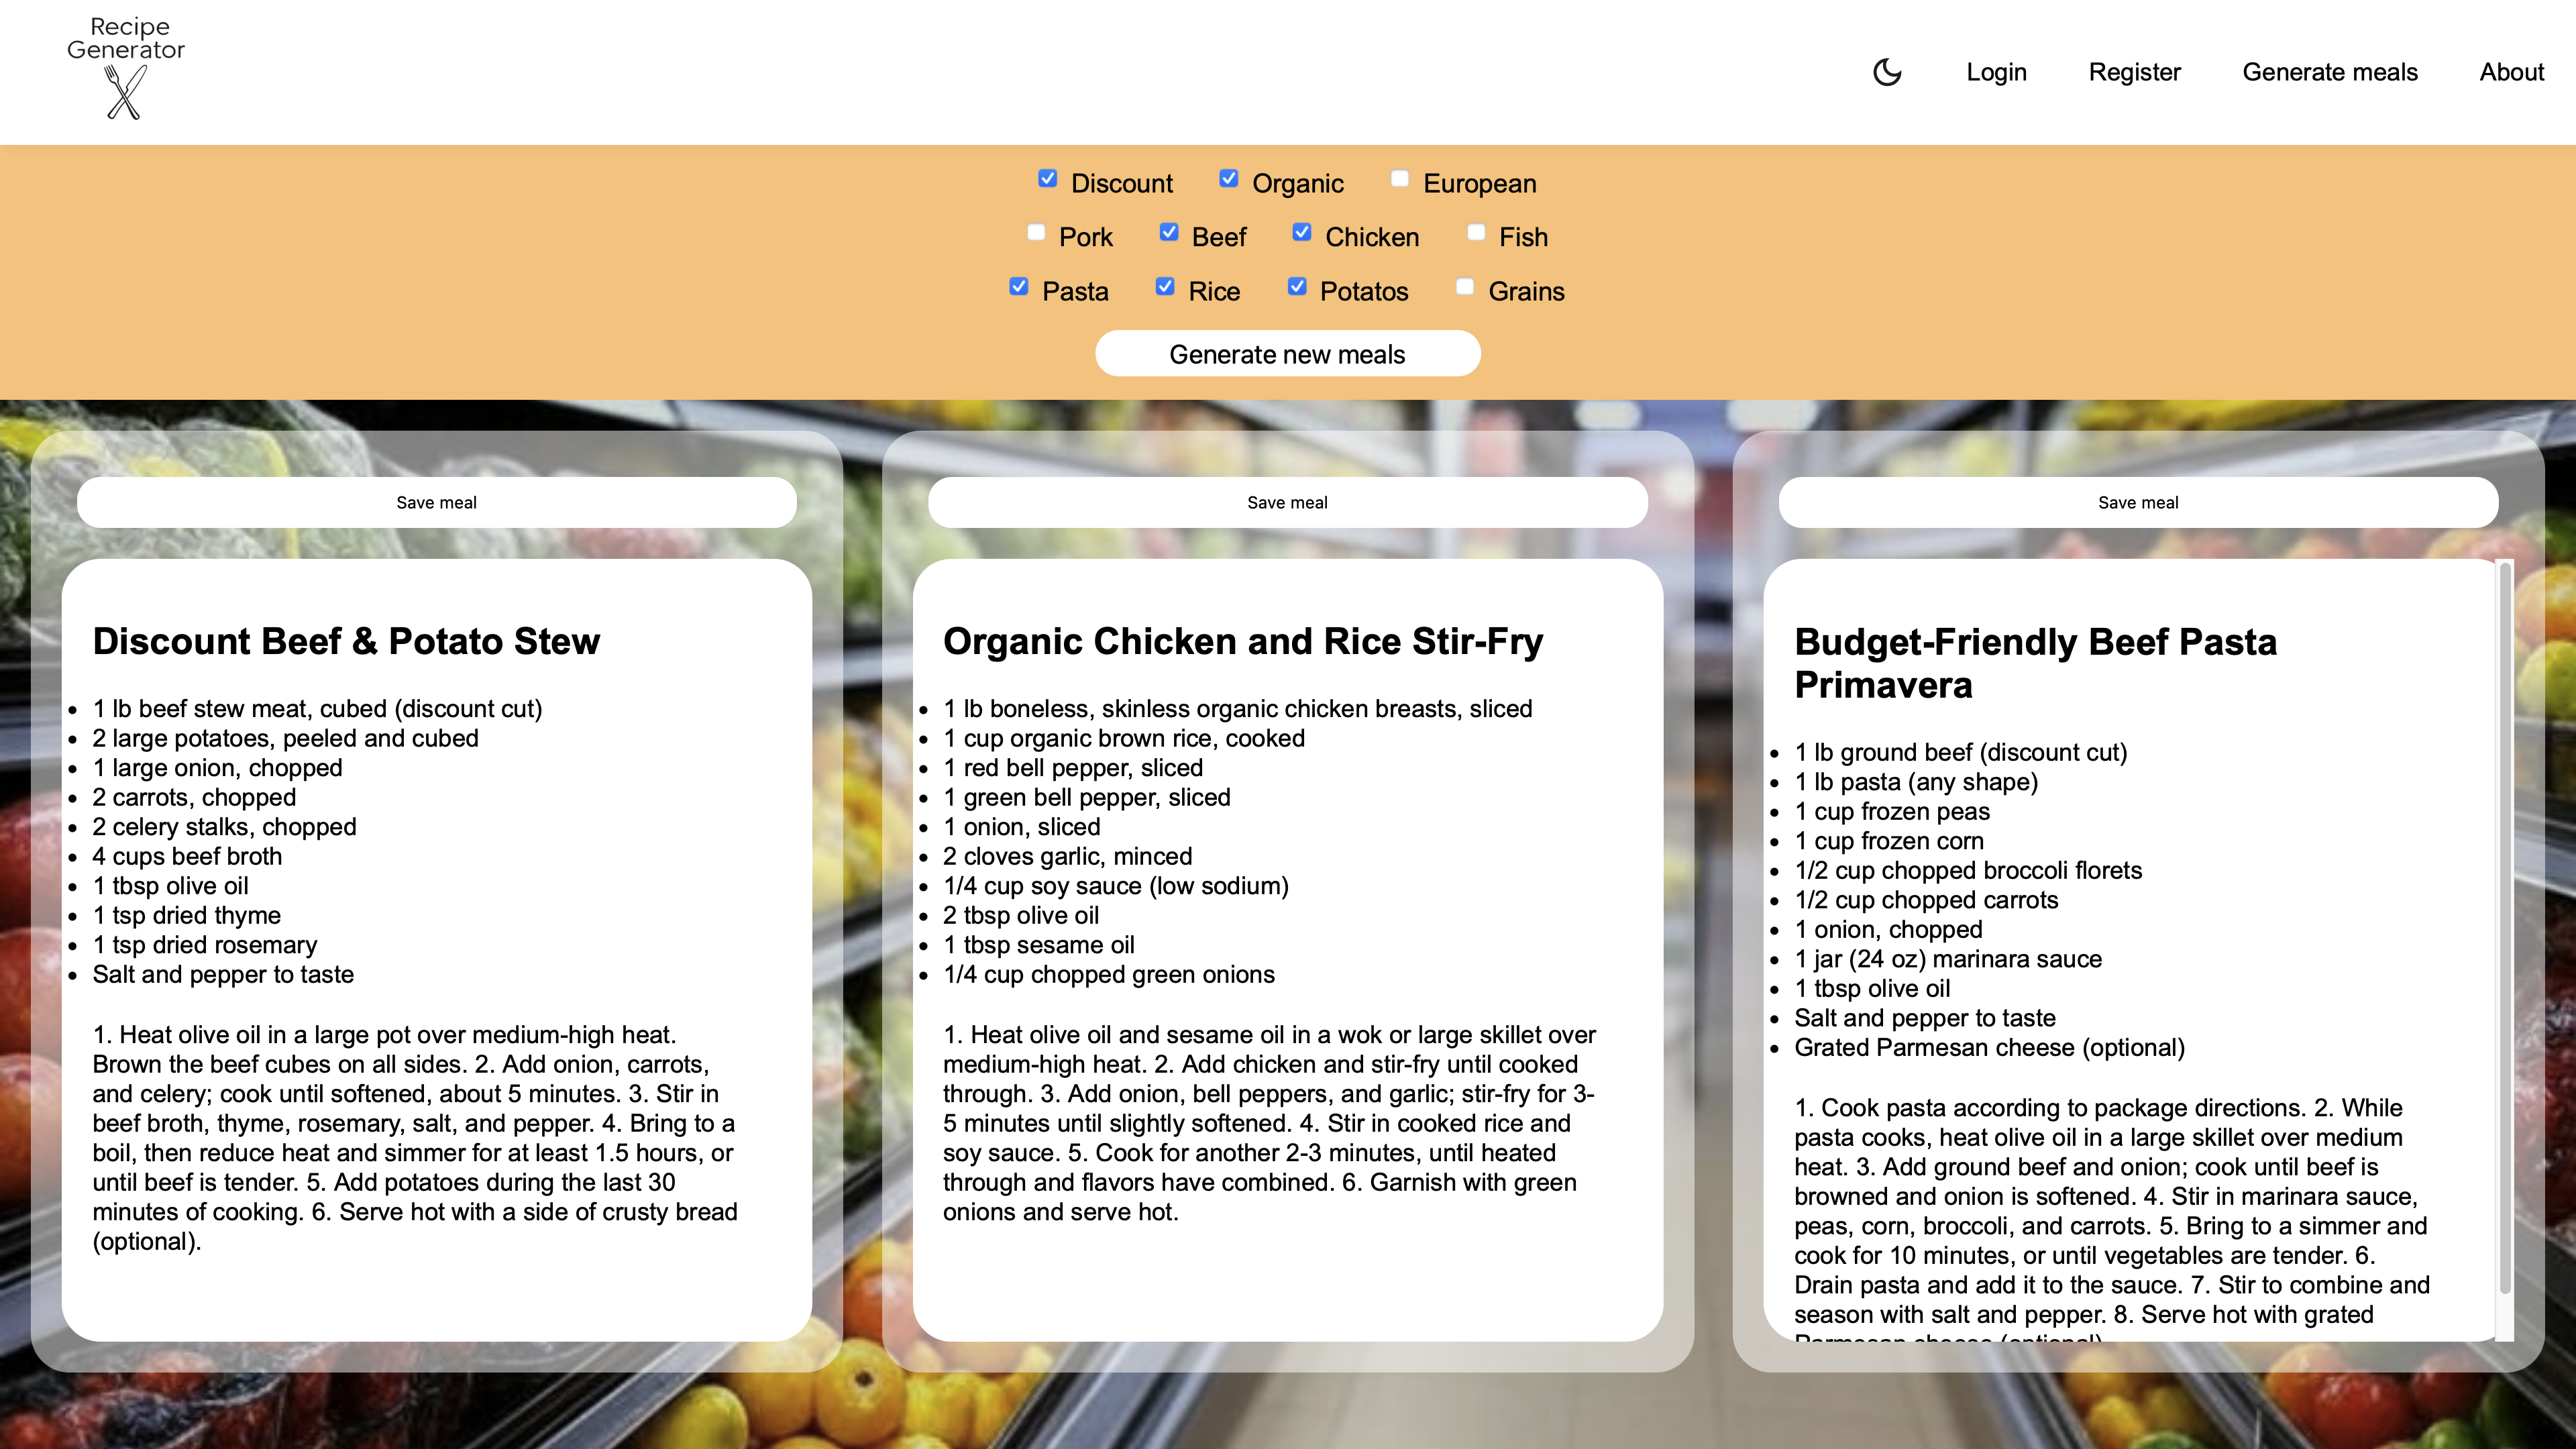 Recipe
Generator
Login
Register
Generate meals
About
Discount
Organic
European
Pork
Beef
Chicken
Fish
Pasta
Rice
Potatos
Grains
Generate new meals
Save meal
Discount Beef & Potato Stew
1 lb beef stew meat, cubed (discount cut)
2 large potatoes, peeled and cubed
1 large onion, chopped
2 carrots, chopped
2 celery stalks, chopped
4 cups beef broth
1 tbsp olive oil
1 tsp dried thyme
1 tsp dried rosemary
Salt and pepper to taste
1. Heat olive oil in a large pot over medium-high heat.
Brown the beef cubes on all sides. 2. Add onion, carrots,
and celery; cook until softened, about 5 minutes. 3. Stir in
beef broth, thyme, rosemary, salt, and pepper. 4. Bring to a
boil, then reduce heat and simmer for at least 1.5 hours, or
until beef is tender. 5. Add potatoes during the last 30
minutes of cooking. 6. Serve hot with a side of crusty bread
(optional).
Save meal
Organic Chicken and Rice Stir-Fry
1 lb boneless, skinless organic chicken breasts, sliced
1 cup organic brown rice, cooked
1 red bell pepper, sliced
1 green bell pepper, sliced
1 onion, sliced
2 cloves garlic, minced
1/4 cup soy sauce (low sodium)
2 tbsp olive oil
1 tbsp sesame oil
1/4 cup chopped green onions
1. Heat olive oil and sesame oil in a wok or large skillet over
medium-high heat. 2. Add chicken and stir-fry until cooked
through. 3. Add onion, bell peppers, and garlic; stir-fry for 3-
5 minutes until slightly softened. 4. Stir in cooked rice and
soy sauce. 5. Cook for another 2-3 minutes, until heated
through and flavors have combined. 6. Garnish with green
onions and serve hot.
Save meal
Budget-Friendly Beef Pasta
Primavera
1 lb ground beef (discount cut)
1 lb pasta (any shape)
1 cup frozen peas
1 cup frozen corn
1/2 cup chopped broccoli florets
1/2 cup chopped carrots
1 onion, chopped
1 jar (24 oz) marinara sauce
1 tbsp olive oil
Salt and pepper to taste
Grated Parmesan cheese (optional)
1. Cook pasta according to package directions. 2. While
pasta cooks, heat olive oil in a large skillet over medium
heat. 3. Add ground beef and onion; cook until beef is
browned and onion is softened. 4. Stir in marinara sauce,
peas, corn, broccoli, and carrots. 5. Bring to a simmer and
cook for 10 minutes, or until vegetables are tender. 6.
Drain pasta and add it to the sauce. 7. Stir to combine and
season with salt and pepper. 8. Serve hot with grated
Parmesan cheese (optional)